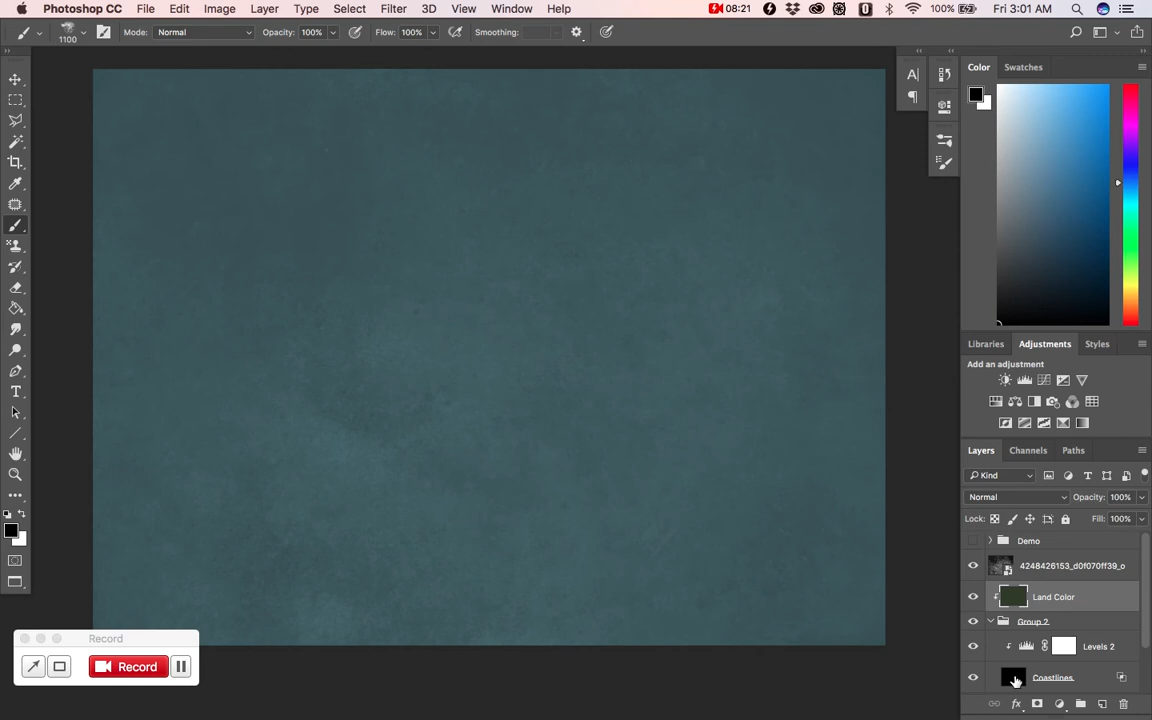 Photoshop CC File Edit Image Layer Type Select Filter 3D View Window Help 08:21 100% Fri 3:01 AM
1100 Mode: Normal Opacity: 100% Flow: 100% Smoothing:
Color Swatches
Libraries Adjustments Styles
Add an adjustment
Layers Channels Paths
Kind
Normal Opacity: 100%
Lock: Fill: 100%
Demo
4248426153_d0f070ff39_o
Land Color
Group 2
Levels 2
Coastlines
Record
Record